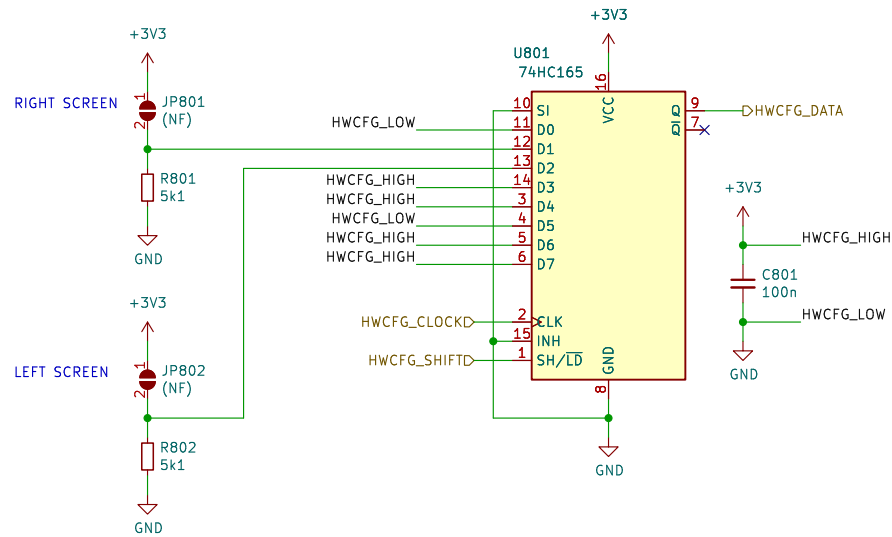 +3V3
RIGHT SCREEN
1
2
JP801
(NF)
R801
5k1
GND
+3V3
LEFT SCREEN
1
2
JP802
(NF)
R802
5k1
GND
HWCFG_LOW
HWCFG_HIGH
HWCFG_HIGH
HWCFG_LOW
HWCFG_HIGH
HWCFG_HIGH
HWCFG_CLOCK
HWCFG_SHIFT
+3V3
U801
74HC165
16
VCC
10 SI
11 D0
12 D1
13 D2
14 D3
3 D4
4 D5
5 D6
6 D7
2 CLK
15 INH
1 SH/LD
GND
8
GND
Q 9
Q 7
HWCFG_DATA
+3V3
HWCFG_HIGH
C801
100n
HWCFG_LOW
GND